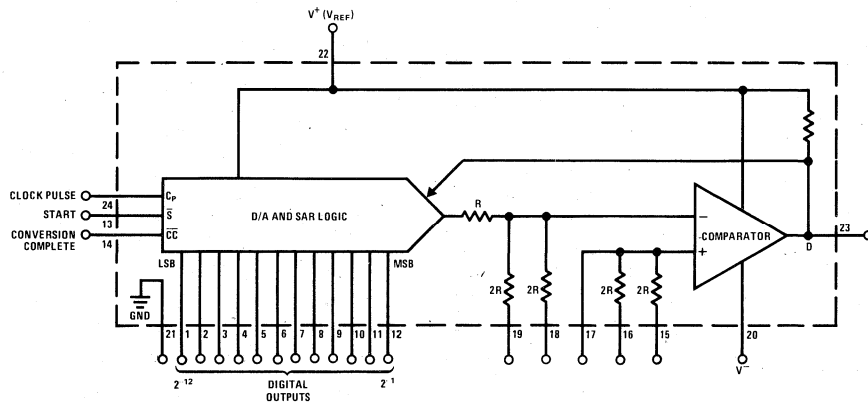 V+ (VREF)
22
CLOCK PULSE
24
CP
START
13
S̅
CONVERSION
COMPLETE
14
C̅C̅
D/A AND SAR LOGIC
LSB
MSB
R
−
COMPARATOR
+
D
23
2R
2R
2R
2R
GND
21
1
2
3
4
5
6
7
8
9
10
11
12
19
18
17
16
15
20
2-12
DIGITAL
OUTPUTS
2-1
V−